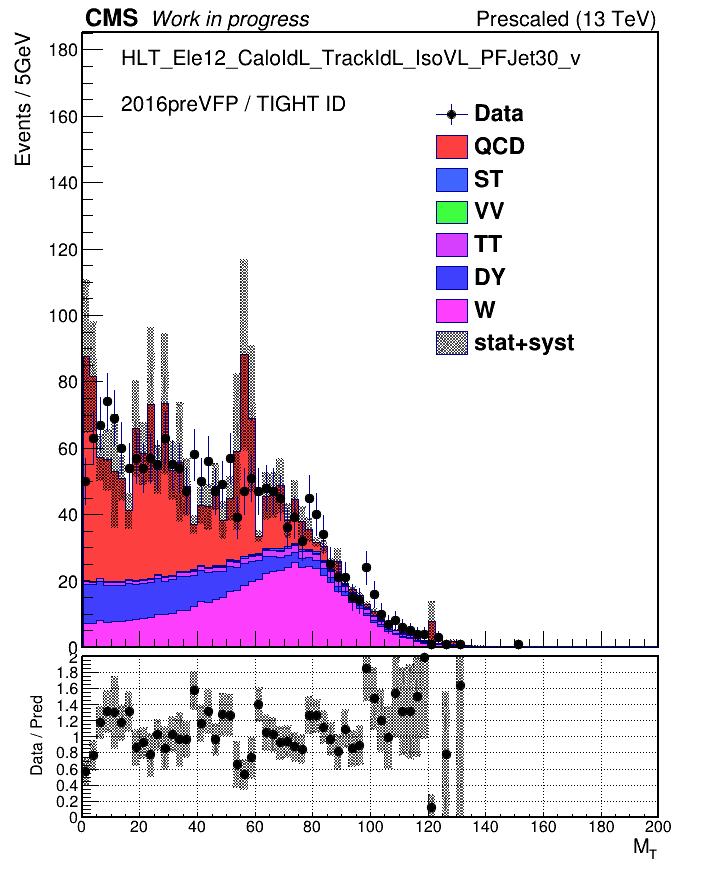 CMS Work in progress Prescaled (13 TeV)
Events / 5GeV
HLT_Ele12_CaloIdL_TrackIdL_IsoVL_PFJet30_v
2016preVFP / TIGHT ID
Data
QCD
ST
VV
TT
DY
W
stat+syst
180
160
140
120
100
80
60
40
20
0
Data / Pred
2
1.8
1.6
1.4
1.2
1
0.8
0.6
0.4
0.2
0
0 20 40 60 80 100 120 140 160 180 200
M_T